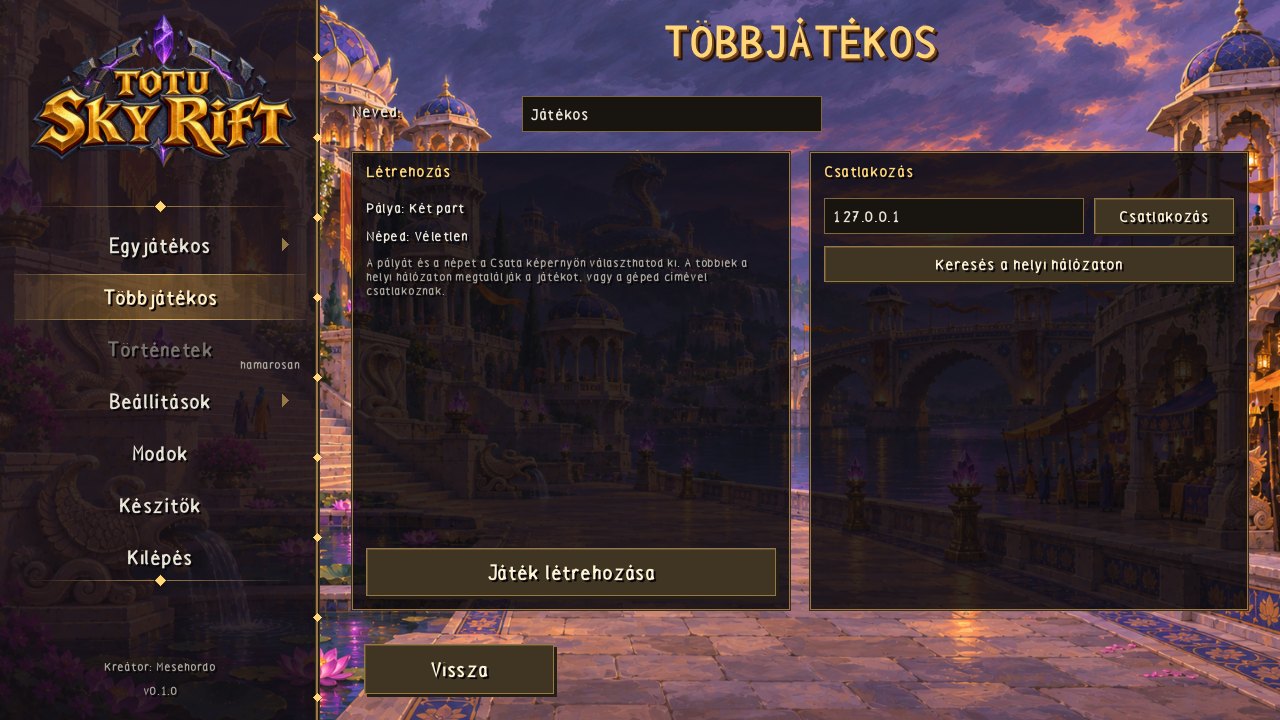 TOTU
SKY RIFT
Egyjátékos
Többjátékos
Történetek
hamarosan
Beállítások
Modok
Készítők
Kilépés
Kreátor: Mesehordo
v0.1.0
TÖBBJÁTÉKOS
Neved:
Játékos
Létrehozás
Pálya: Két part
Néped: Véletlen
A pályát és a népet a Csata képernyőn választhatod ki. A többiek a
helyi hálózaton megtalálják a játékot, vagy a géped címével
csatlakoznak.
Játék létrehozása
Csatlakozás
127.0.0.1
Csatlakozás
Keresés a helyi hálózaton
Vissza